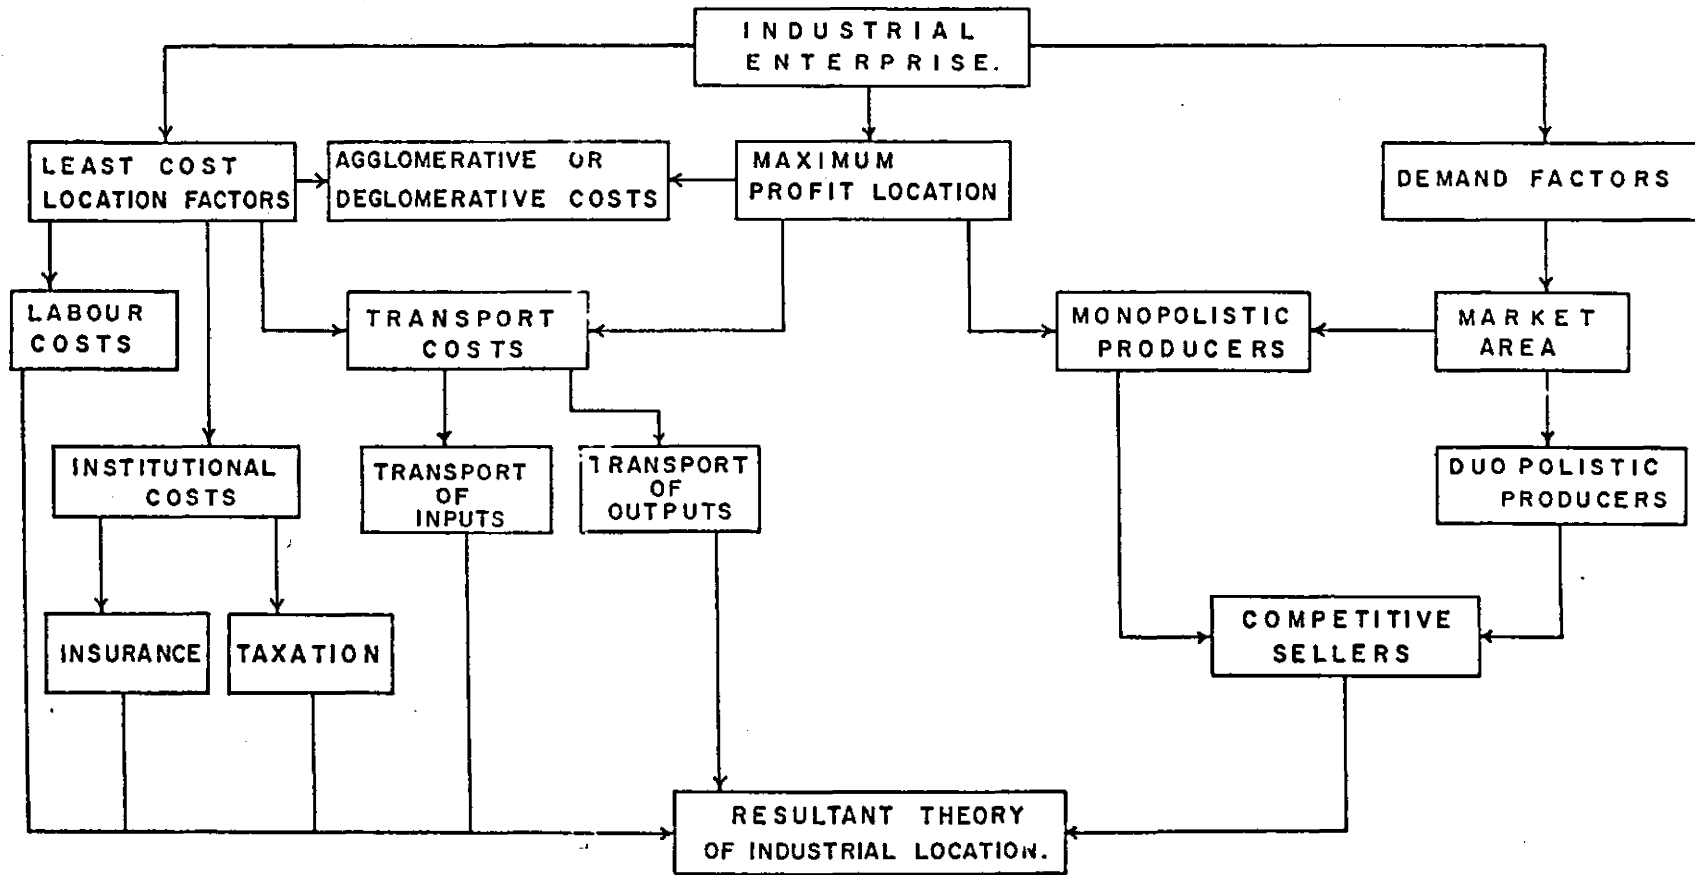 INDUSTRIAL
ENTERPRISE.
LEAST COST
LOCATION FACTORS
AGGLOMERATIVE OR
DEGLOMERATIVE COSTS
MAXIMUM
PROFIT LOCATION
DEMAND FACTORS
LABOUR
COSTS
TRANSPORT
COSTS
MONOPOLISTIC
PRODUCERS
MARKET
AREA
INSTITUTIONAL
COSTS
TRANSPORT
OF
INPUTS
TRANSPORT
OF
OUTPUTS
DUOPOLISTIC
PRODUCERS
INSURANCE
TAXATION
COMPETITIVE
SELLERS
RESULTANT THEORY
OF INDUSTRIAL LOCATION.